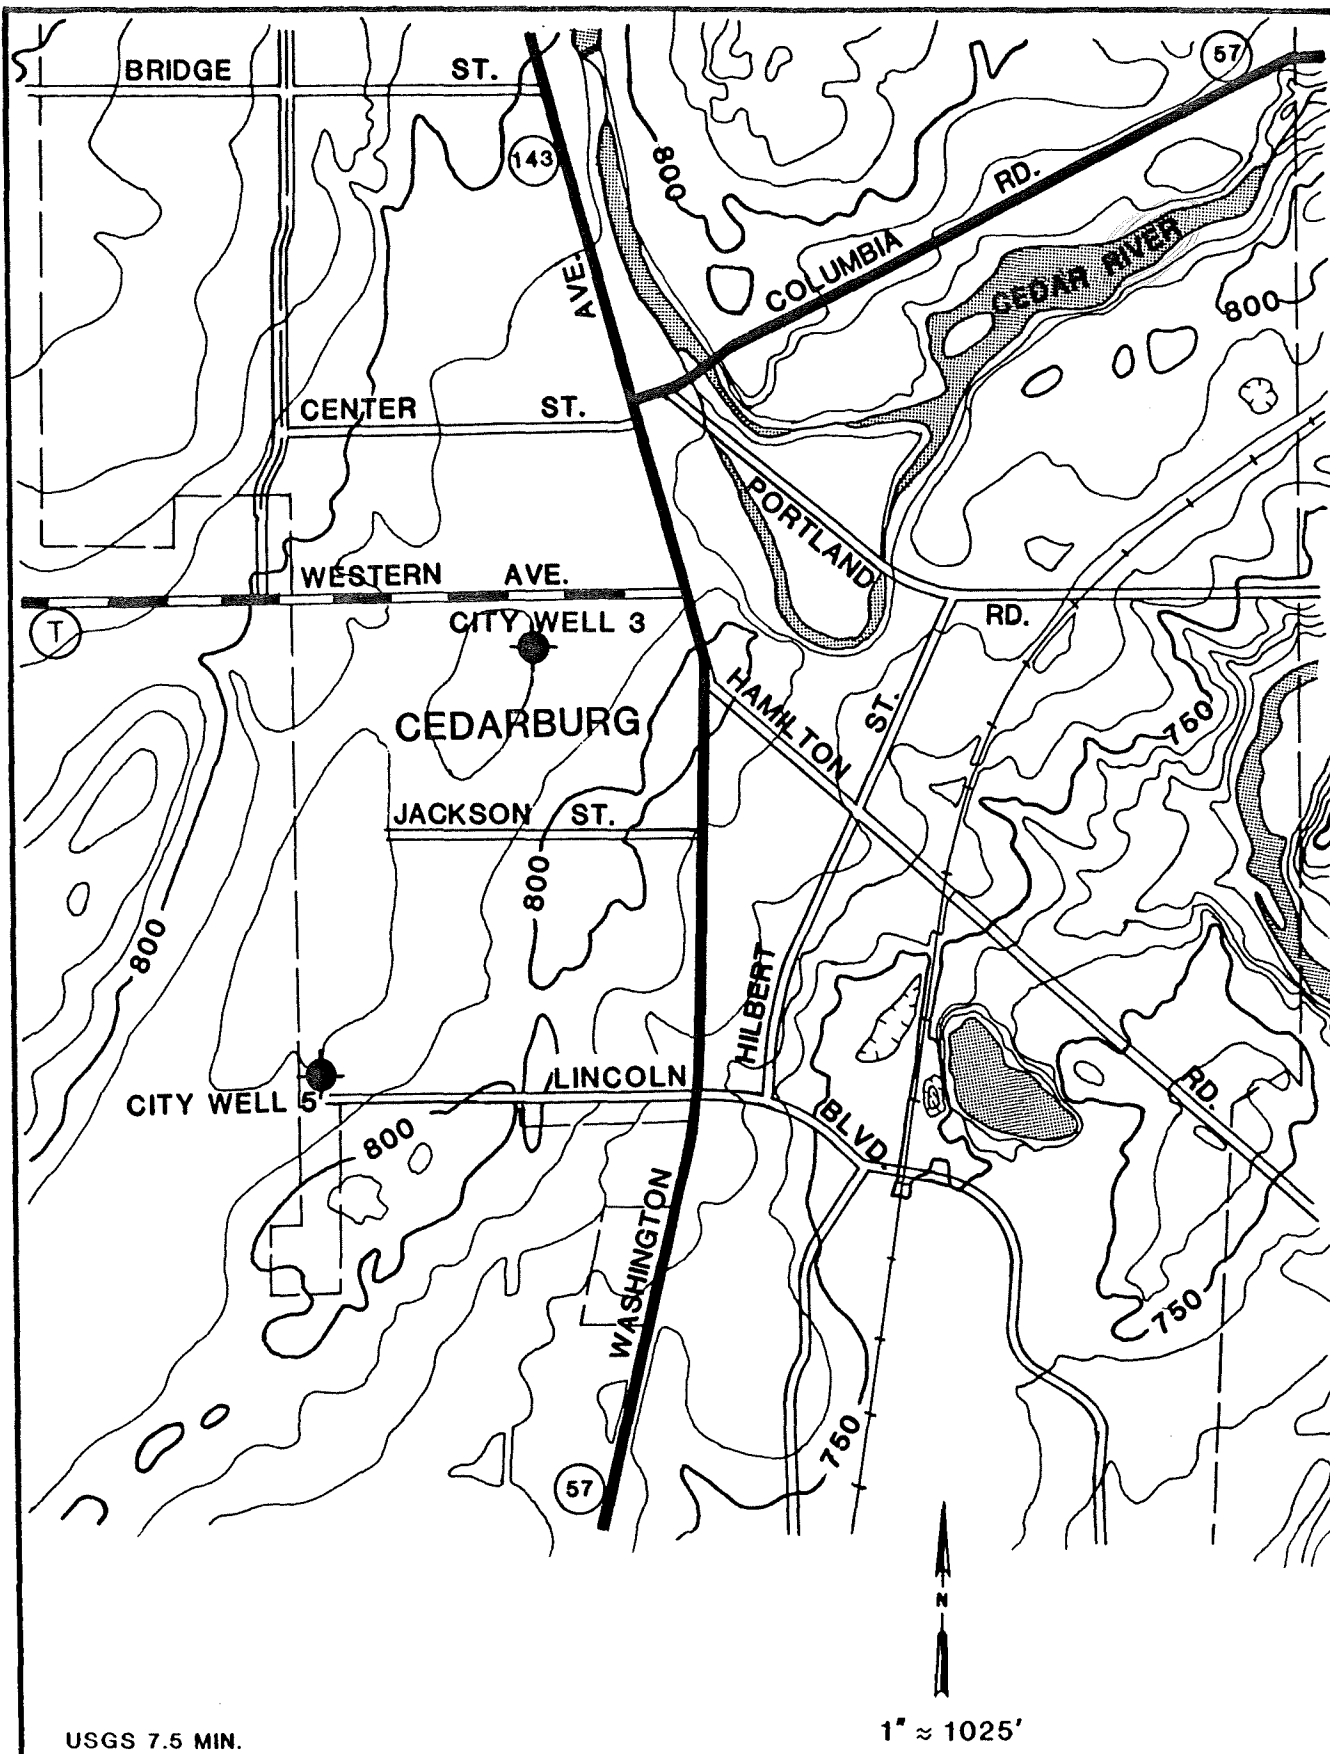 BRIDGE ST.
57
143
800
RD.
COLUMBIA
AVE.
CEDAR RIVER
800
CENTER ST.
PORTLAND
WESTERN AVE.
T
CITY WELL 3
RD.
HAMILTON
ST.
750
CEDARBURG
JACKSON ST.
800
800
HILBERT
LINCOLN
CITY WELL 5
BLVD.
RD.
800
WASHINGTON
750
750
57
N
1" ≈ 1025'
USGS 7.5 MIN.